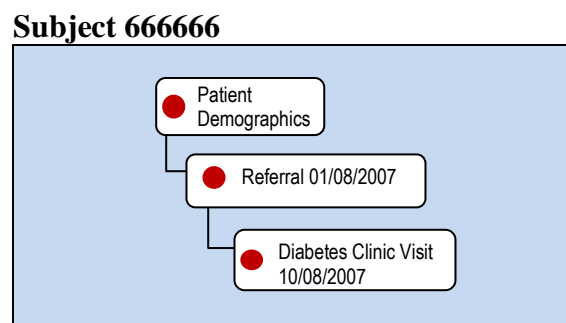 Subject 666666
Patient
Demographics
Referral 01/08/2007
Diabetes Clinic Visit
10/08/2007